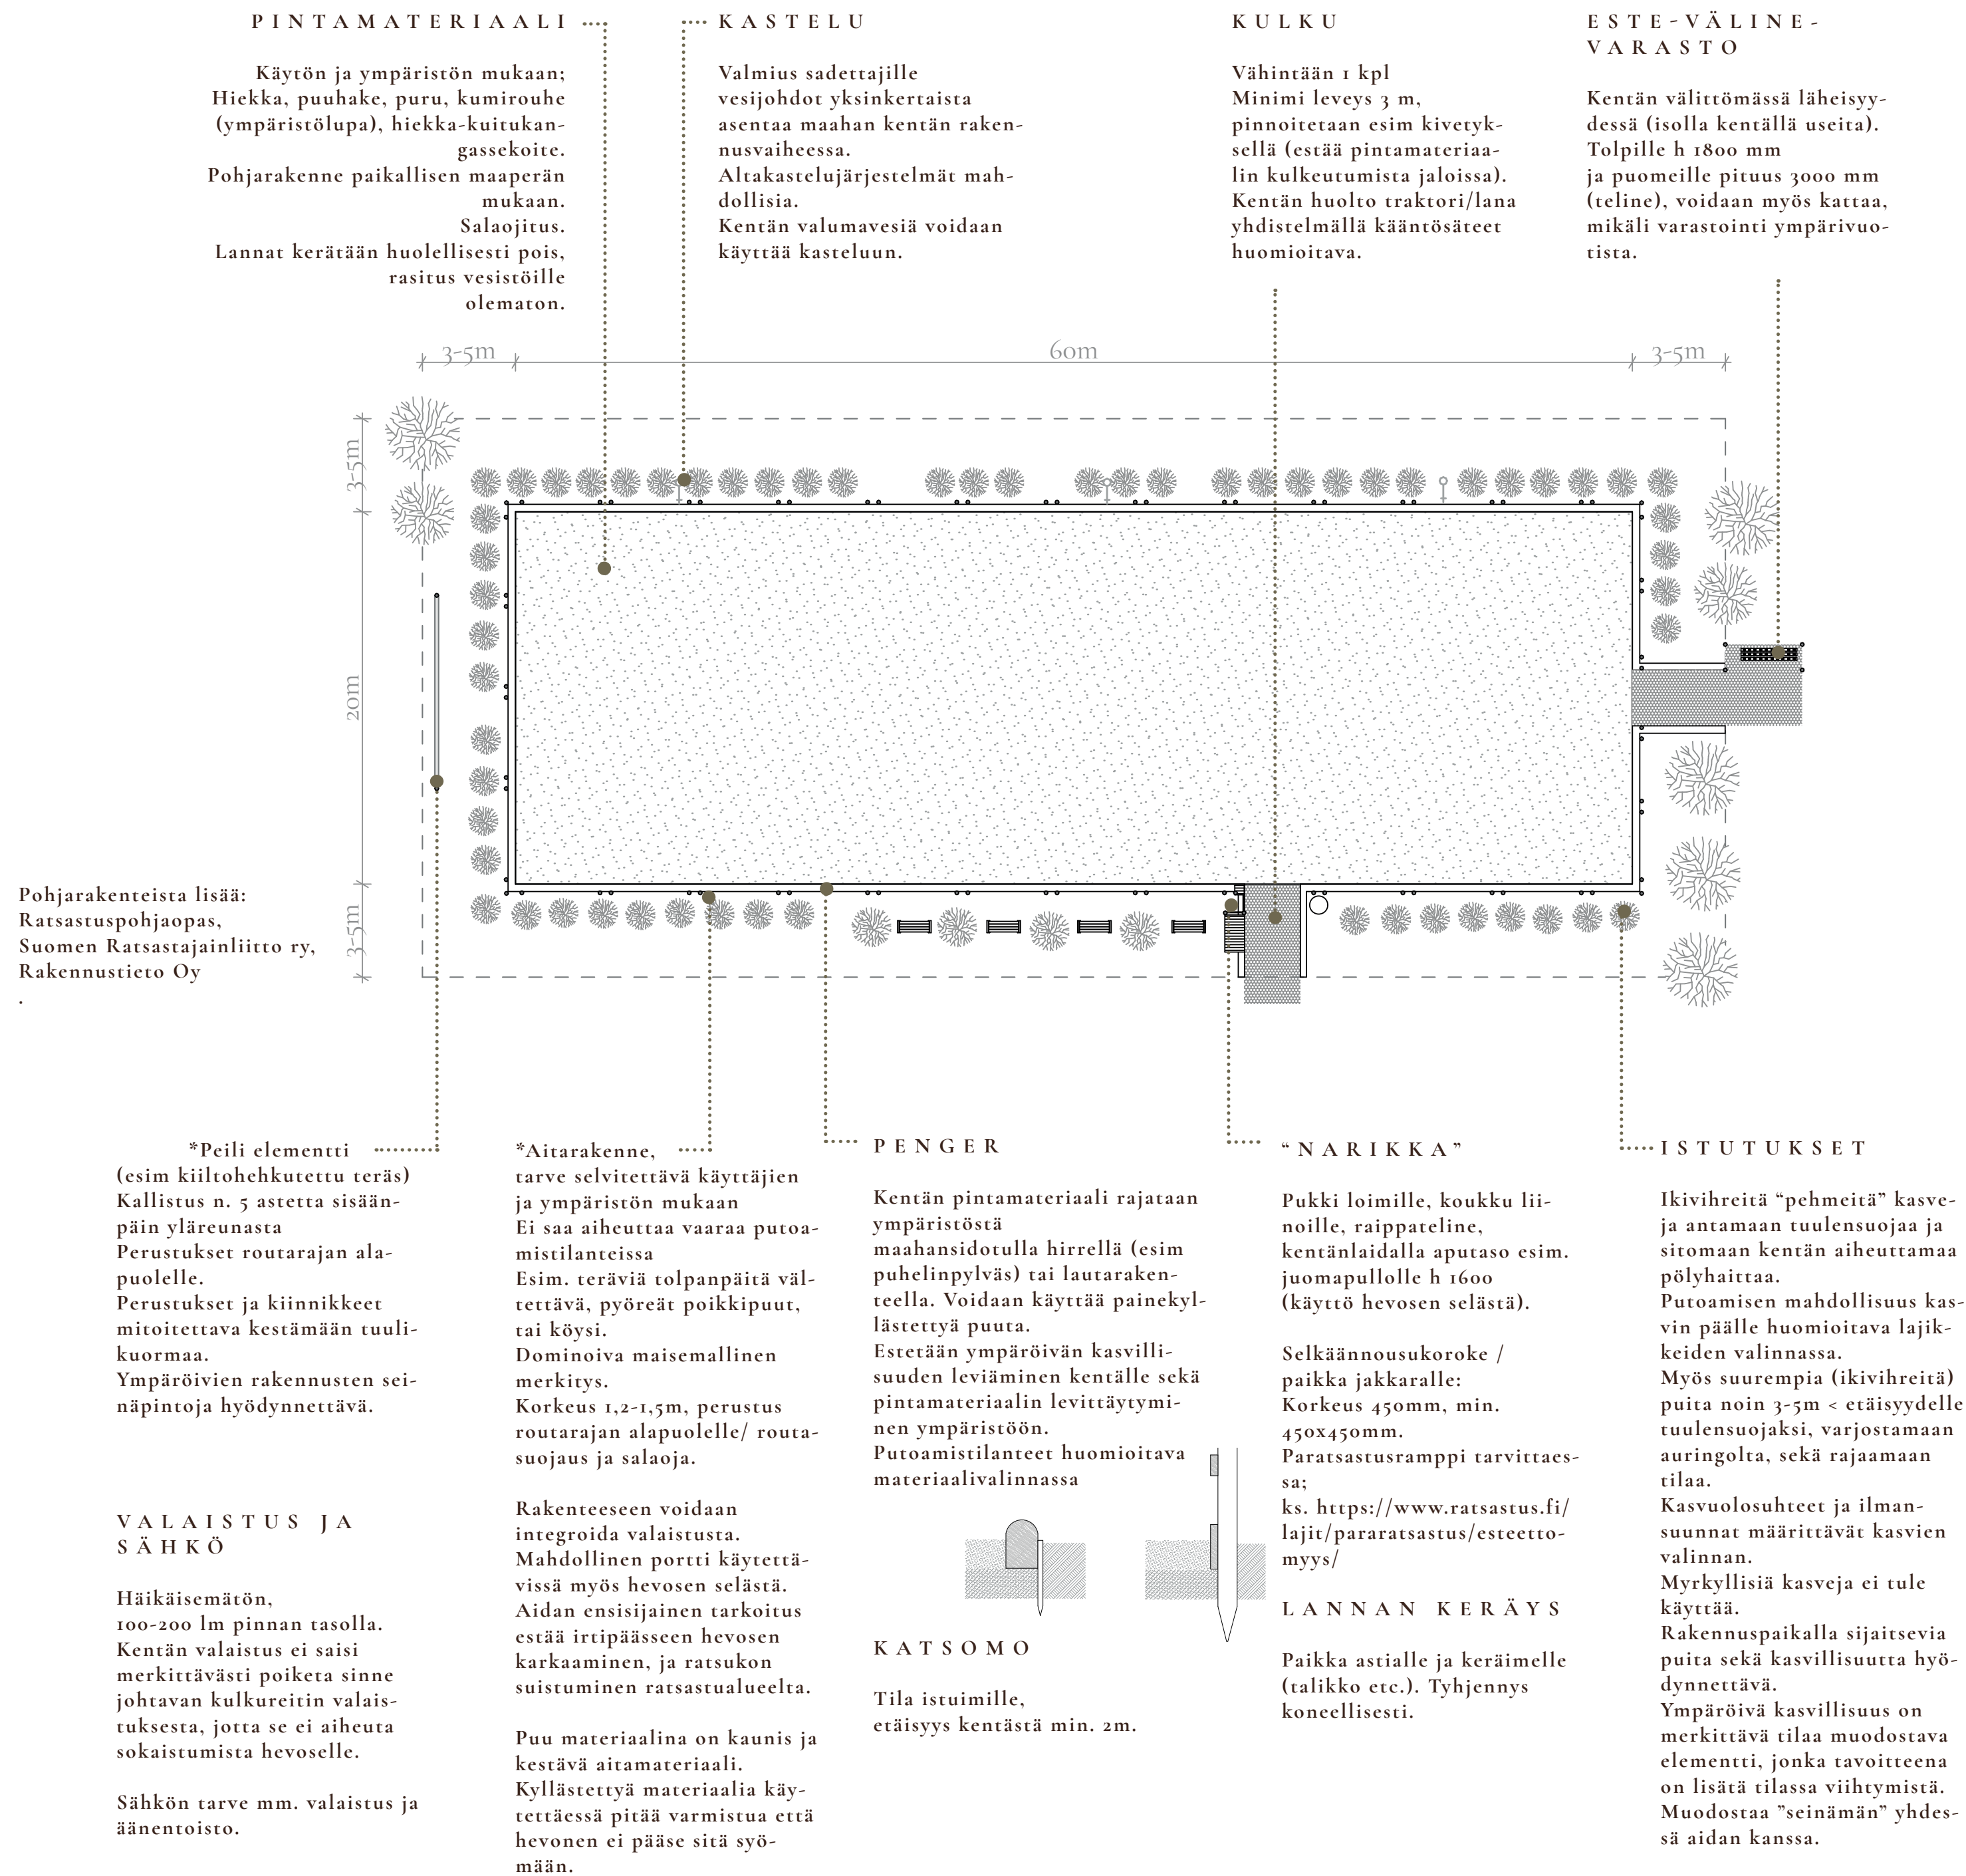 PINTAMATERIAALI
Käytön ja ympäristön mukaan;
Hiekka, puuhake, puru, kumirouhe
(ympäristölupa), hiekka-kuitukan-
gassekoite.
Pohjarakenne paikallisen maaperän
mukaan.
Salaojitus.
Lannat kerätään huolellisesti pois,
rasitus vesistöille
olematon.
KASTELU
Valmius sadettajille
vesijohdot yksinkertaista
asentaa maahan kentän raken-
nusvaiheessa.
Altakastelujärjestelmät mah-
dollisia.
Kentän valumavesiä voidaan
käyttää kasteluun.
KULKU
Vähintään 1 kpl
Minimi leveys 3 m,
pinnoitetaan esim kivetyk-
sellä (estää pintamateriaa-
lin kulkeutumista jaloissa).
Kentän huolto traktori/lana
yhdistelmällä kääntösäteet
huomioitava.
ESTE-VÄLINE-
VARASTO
Kentän välittömässä läheisyy-
dessä (isolla kentällä useita).
Tolpille h 1800 mm
ja puomeille pituus 3000 mm
(teline), voidaan myös kattaa,
mikäli varastointi ympärivuo-
tista.
3-5m
60m
3-5m
3-5m
20m
3-5m
Pohjarakenteista lisää:
Ratsastuspohjaopas,
Suomen Ratsastajainliitto ry,
Rakennustieto Oy
.
*Peili elementti
(esim kiiltohehkutettu teräs)
Kallistus n. 5 astetta sisään-
päin yläreunasta
Perustukset routarajan ala-
puolelle.
Perustukset ja kiinnikkeet
mitoitettava kestämään tuuli-
kuormaa.
Ympäröivien rakennusten sei-
näpintoja hyödynnettävä.
VALAISTUS JA
SÄHKÖ
Häikäisemätön,
100-200 lm pinnan tasolla.
Kentän valaistus ei saisi
merkittävästi poiketa sinne
johtavan kulkureitin valais-
tuksesta, jotta se ei aiheuta
sokaistumista hevoselle.
Sähkön tarve mm. valaistus ja
äänentoisto.
*Aitarakenne,
tarve selvitettävä käyttäjien
ja ympäristön mukaan
Ei saa aiheuttaa vaaraa putoa-
mistilanteissa
Esim. teräviä tolpanpäitä väl-
tettävä, pyöreät poikkipuut,
tai köysi.
Dominoiva maisemallinen
merkitys.
Korkeus 1,2-1,5m, perustus
routarajan alapuolelle/ routa-
suojaus ja salaoja.
Rakenteeseen voidaan
integroida valaistusta.
Mahdollinen portti käytettä-
vissä myös hevosen selästä.
Aidan ensisijainen tarkoitus
estää irtipäässeen hevosen
karkaaminen, ja ratsukon
suistuminen ratsastualueelta.
Puu materiaalina on kaunis ja
kestävä aitamateriaali.
Kyllästettyä materiaalia käy-
tettäessä pitää varmistua että
hevonen ei pääse sitä syö-
mään.
PENGER
Kentän pintamateriaali rajataan
ympäristöstä
maahansidotulla hirrellä (esim
puhelinpylväs) tai lautaraken-
teella. Voidaan käyttää painekyl-
lästettyä puuta.
Estetään ympäröivän kasvilli-
suuden leviäminen kentälle sekä
pintamateriaalin levittäytymi-
nen ympäristöön.
Putoamistilanteet huomioitava
materiaalivalinnassa
KATSOMO
Tila istuimille,
etäisyys kentästä min. 2m.
“NARIKKA”
Pukki loimille, koukku lii-
noille, raippateline,
kentänlaidalla aputaso esim.
juomapullolle h 1600
(käyttö hevosen selästä).
Selkäännousukoroke /
paikka jakkaralle:
Korkeus 450mm, min.
450x450mm.
Paratsastusramppi tarvittaes-
sa;
ks. https://www.ratsastus.fi/
lajit/pararatsastus/esteetto-
myys/
LANNAN KERÄYS
Paikka astialle ja keräimelle
(talikko etc.). Tyhjennys
koneellisesti.
ISTUTUKSET
Ikivihreitä “pehmeitä” kasve-
ja antamaan tuulensuojaa ja
sitomaan kentän aiheuttamaa
pölyhaittaa.
Putoamisen mahdollisuus kas-
vin päälle huomioitava lajik-
keiden valinnassa.
Myös suurempia (ikivihreitä)
puita noin 3-5m < etäisyydelle
tuulensuojaksi, varjostamaan
auringolta, sekä rajaamaan
tilaa.
Kasvuolosuhteet ja ilman-
suunnat määrittävät kasvien
valinnan.
Myrkyllisiä kasveja ei tule
käyttää.
Rakennuspaikalla sijaitsevia
puita sekä kasvillisuutta hyö-
dynnettävä.
Ympäröivä kasvillisuus on
merkittävä tilaa muodostava
elementti, jonka tavoitteena
on lisätä tilassa viihtymistä.
Muodostaa ”seinämän” yhdes-
sä aidan kanssa.